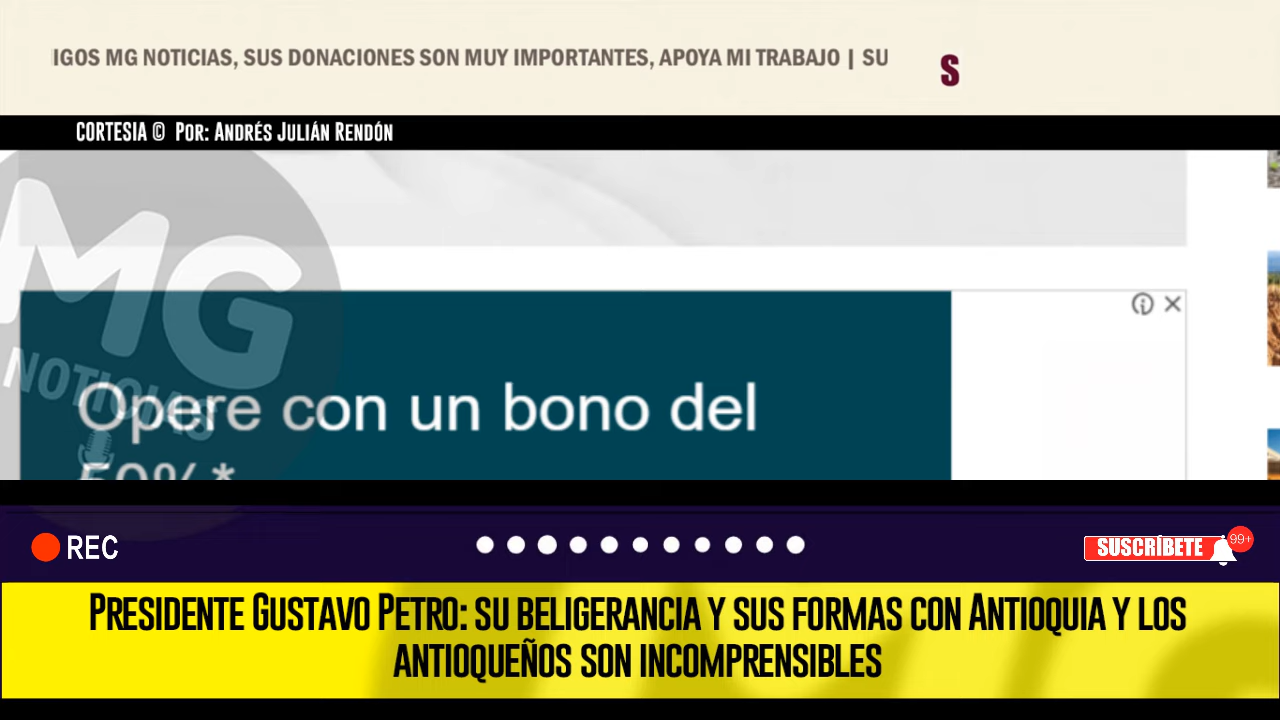 IGOS MG NOTICIAS, SUS DONACIONES SON MUY IMPORTANTES, APOYA MI TRABAJO | SU
S
CORTESIA © POR: ANDRÉS JULIÁN RENDÓN
MG
NOTICIAS
Opere con un bono del
50%*
REC
SUSCRÍBETE
99+
PRESIDENTE GUSTAVO PETRO: SU BELIGERANCIA Y SUS FORMAS CON ANTIOQUIA Y LOS
ANTIOQUEÑOS SON INCOMPRENSIBLES